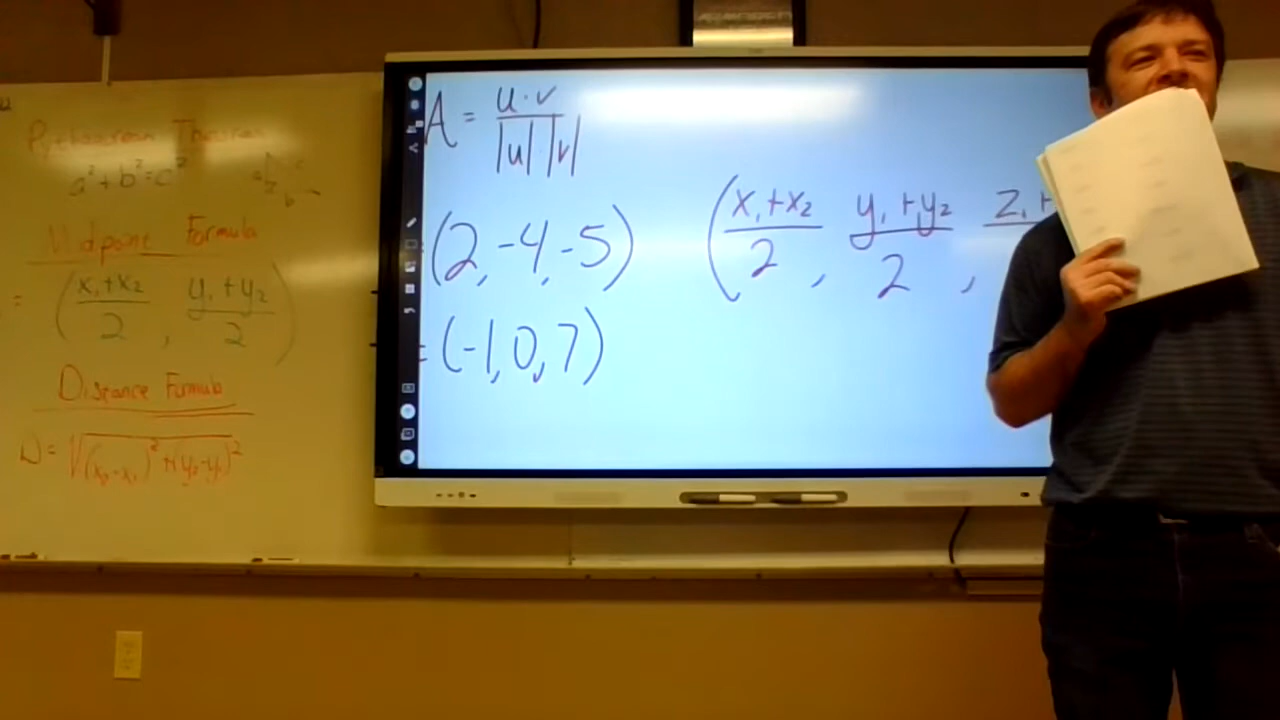 Pythagorean Theorem
a² + b² = c²
Midpoint Formula
= (x₁+x₂/2 , y₁+y₂/2)
Distance Formula
D = √(x₂-x₁)² + (y₂-y₁)²
A = u·v/|u|·|v|
(2, -4, -5)
= (-1, 0, 7)
(x₁+x₂/2 , y₁+y₂/2 , z₁+